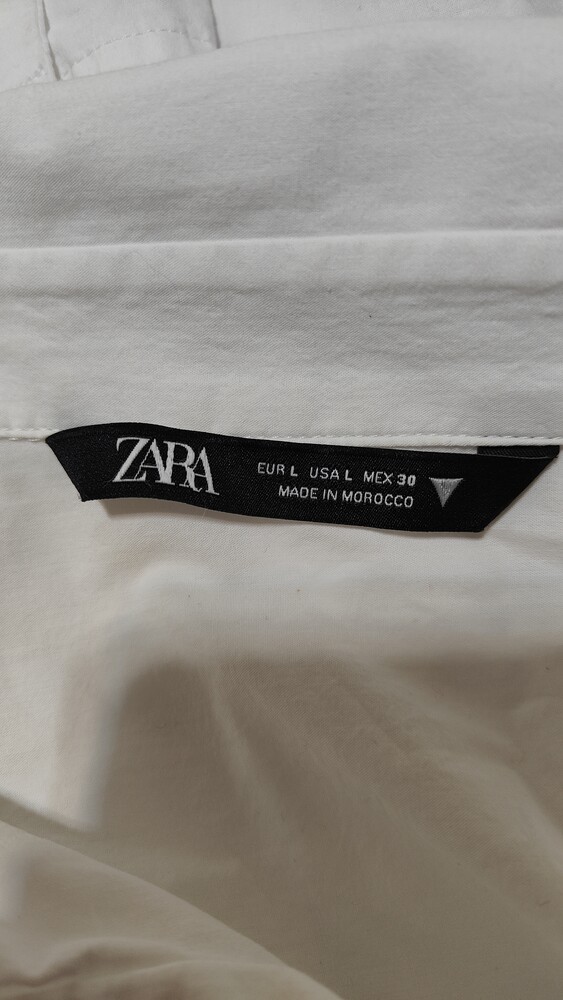 ZARA
EUR L USA L MEX 30
MADE IN MOROCCO